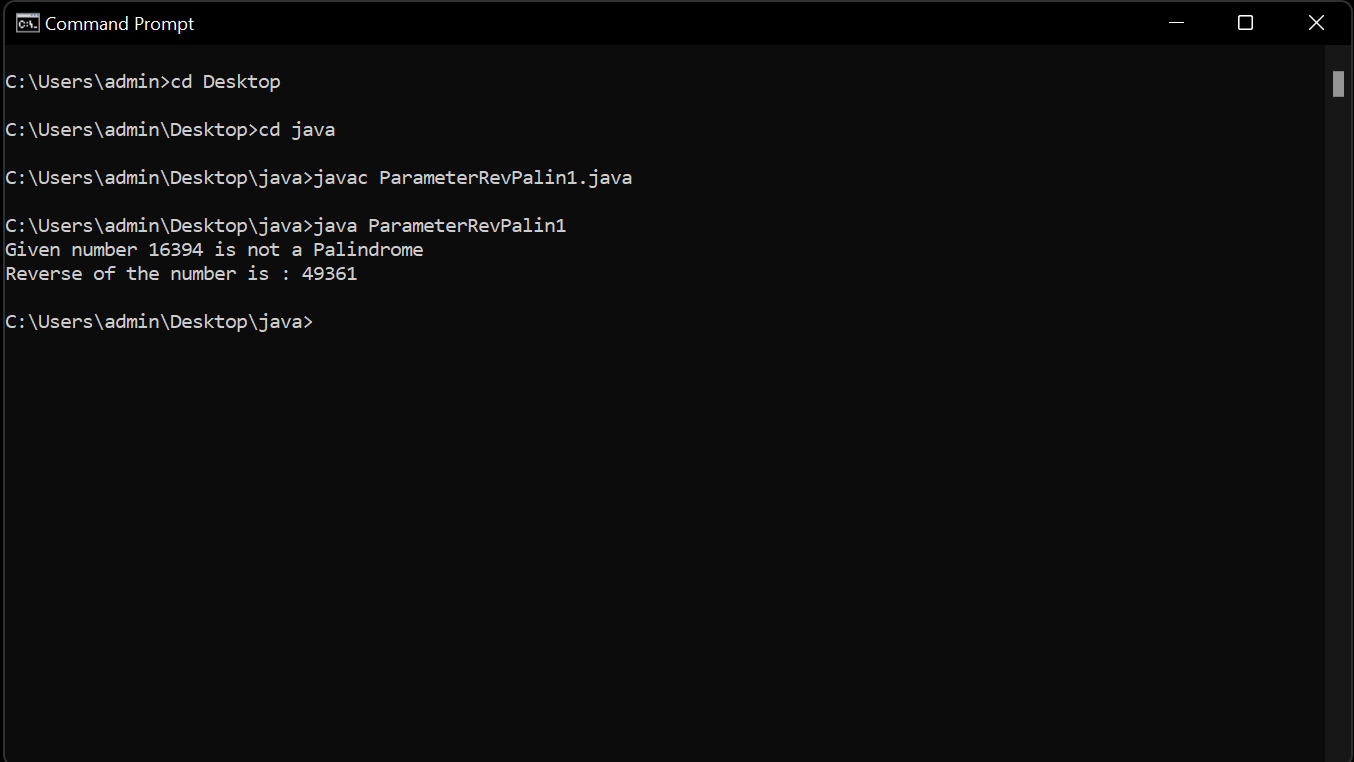 Command Prompt
C:\Users\admin>cd Desktop
C:\Users\admin\Desktop>cd java
C:\Users\admin\Desktop\java>javac ParameterRevPalin1.java
C:\Users\admin\Desktop\java>java ParameterRevPalin1
Given number 16394 is not a Palindrome
Reverse of the number is : 49361
C:\Users\admin\Desktop\java>